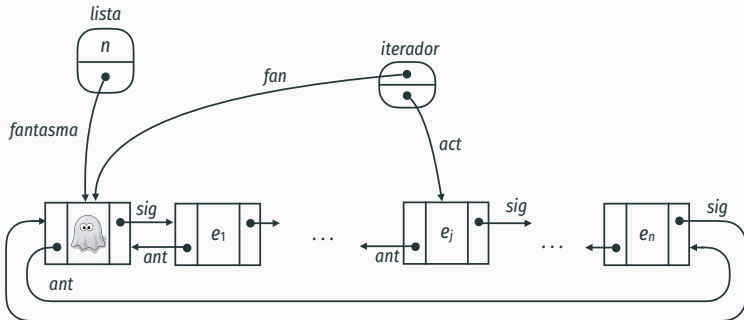 lista
n
iterador
fan
fantasma
act
sig
e1
ant
...
ej
sig
ant
...
en
sig
ant